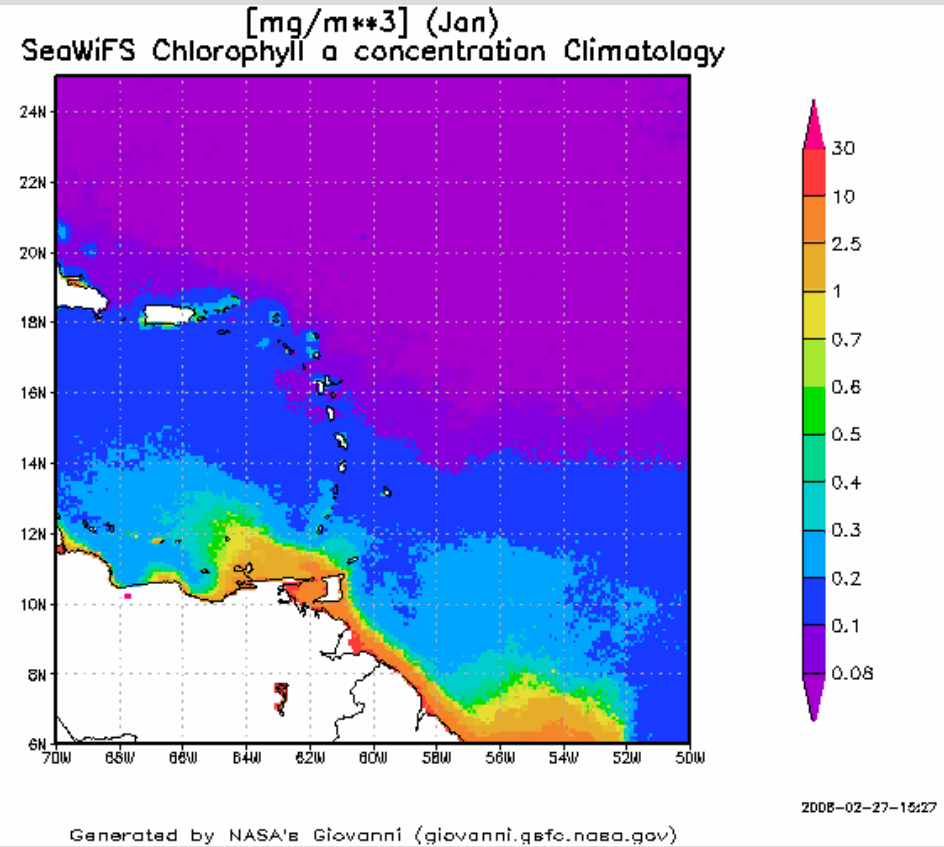 [mg/m**3] (Jan)
SeaWiFS Chlorophyll a concentration Climatology
24N
22N
20N
18N
16N
14N
12N
10N
8N
6N
70W 68W 66W 64W 62W 60W 58W 56W 54W 52W 50W
30
10
2.5
1
0.7
0.6
0.5
0.4
0.3
0.2
0.1
0.08
2008-02-27-15:27
Generated by NASA's Giovanni (giovanni.gsfc.nasa.gov)